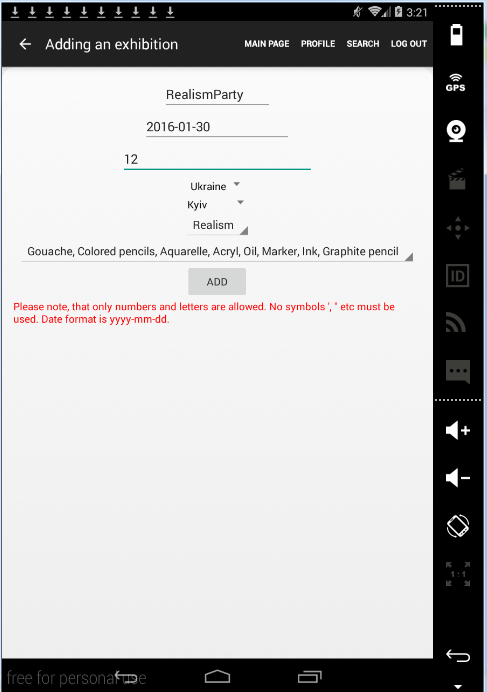 3:21
Adding an exhibition
MAIN PAGE PROFILE SEARCH LOG OUT
RealismParty
2016-01-30
12
Ukraine
Kyiv
Realism
Gouache, Colored pencils, Aquarelle, Acryl, Oil, Marker, Ink, Graphite pencil
ADD
Please note, that only numbers and letters are allowed. No symbols ', " etc must be
used. Date format is yyyy-mm-dd.
GPS
ID
1:1
free for personal use